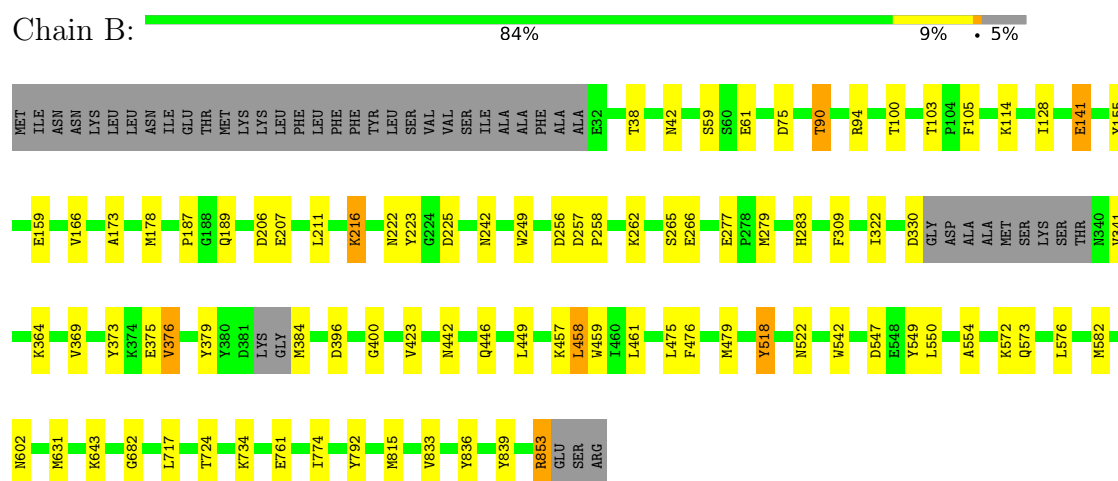 Chain B:
84% 9% • 5%
MET ILE ASN ASN LYS LEU LEU ASN ILE GLU THR MET LYS LYS LEU PHE LEU PHE PHE TYR LEU SER VAL VAL SER ILE ALA ALA PHE ALA ALA E32 T38 N42 S59 S60 E61 D75 T90 R94 T100 T103 P104 F105 K114 I128 E141 Y155
E159 V166 A173 M178 P187 G188 Q189 D206 E207 L211 K216 N222 Y223 G224 D225 N242 W249 D256 D257 P258 K262 S265 E266 E277 P278 M279 H283 F309 I322 D330 GLY ASP ALA ALA MET SER LYS SER THR N340 V341
K364 V369 Y373 K374 E375 V376 Y379 Y380 D381 LYS GLY M384 D396 G400 V423 N442 Q446 L449 K457 L458 W459 I460 L461 L475 F476 M479 Y518 N522 W542 D547 E548 Y549 L550 A554 K572 Q573 L576 M582
N602 M631 K643 G682 L717 T724 K734 E761 I774 Y792 M815 V833 Y836 Y839 R853 GLU SER ARG